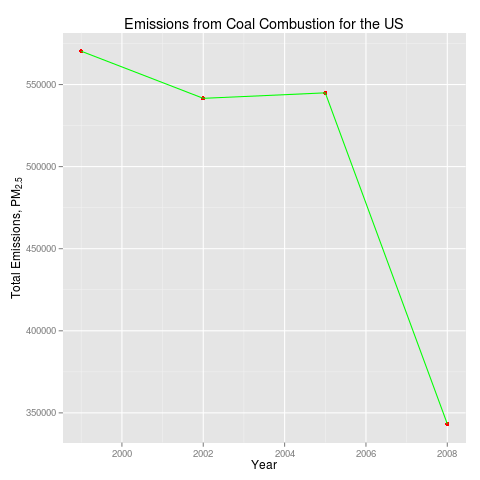 Emissions from Coal Combustion for the US
Total Emissions, PM₂.₅
550000
500000
450000
400000
350000
2000 2002 2004 2006 2008
Year